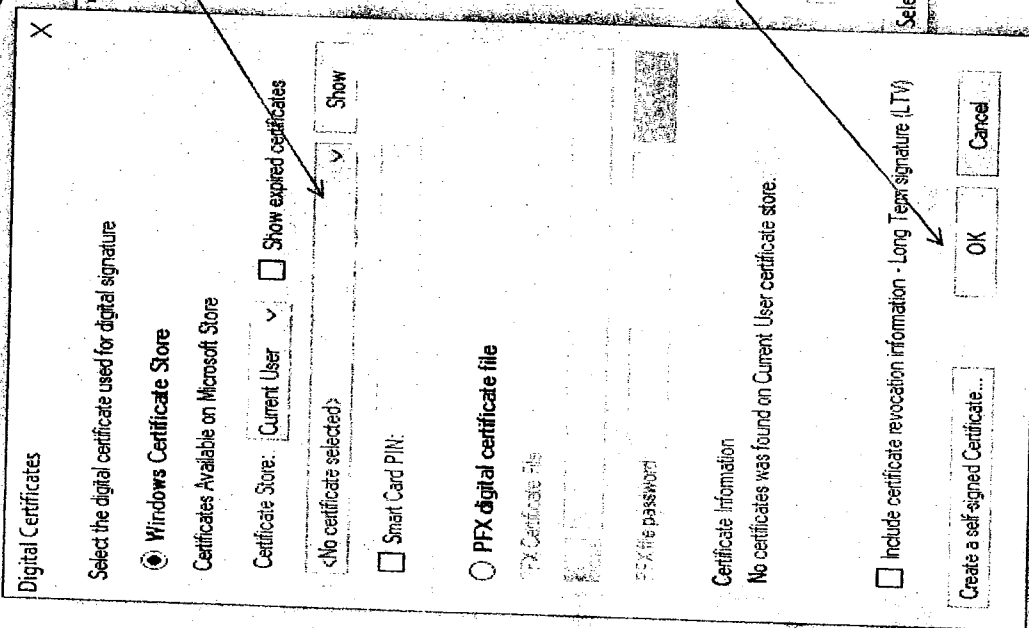 Digital Certificates
X
Select the digital certificate used for digital signature
Windows Certificate Store
Certificates Available on Microsoft Store
Certificate Store: Current User Show expired certificates
<No certificate selected> Show
Smart Card PIN:
PFX digital certificate file
PFX Certificate File
PFX file password
Certificate Information
No certificates was found on Current User certificate store.
Include certificate revocation information - Long Term signature (LTV)
Create a self-signed Certificate... OK Cancel
Sele